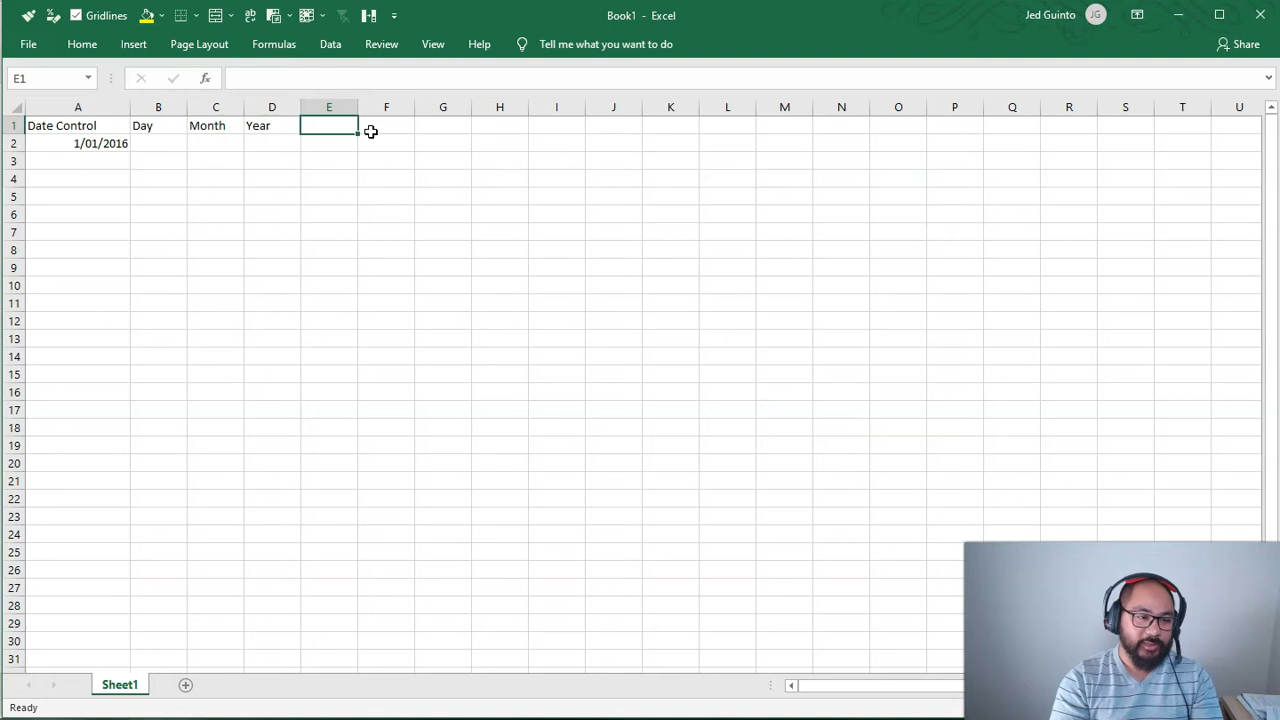 Gridlines
Book1 - Excel
Jed Guinto
JG
File
Home
Insert
Page Layout
Formulas
Data
Review
View
Help
Tell me what you want to do
Share
E1
fx
A B C D E F G H I J K L M N O P Q R S T U
1 Date Control Day Month Year
2 1/01/2016
3
4
5
6
7
8
9
10
11
12
13
14
15
16
17
18
19
20
21
22
23
24
25
26
27
28
29
30
31
Sheet1
Ready